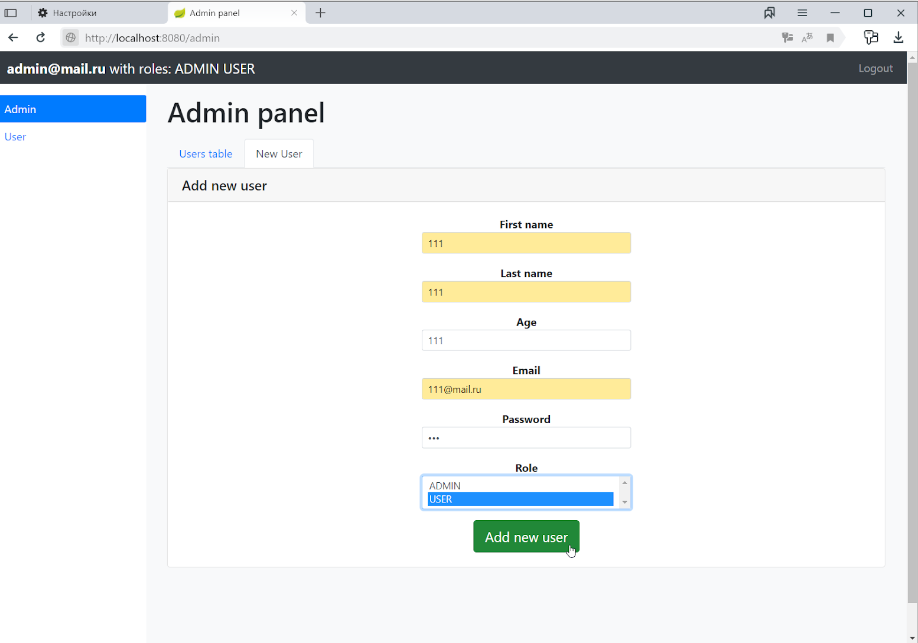 Настройки
Admin panel
http://localhost:8080/admin
admin@mail.ru with roles: ADMIN USER
Logout
Admin
User
Admin panel
Users table
New User
Add new user
First name
111
Last name
111
Age
111
Email
111@mail.ru
Password
•••
Role
ADMIN
USER
Add new user